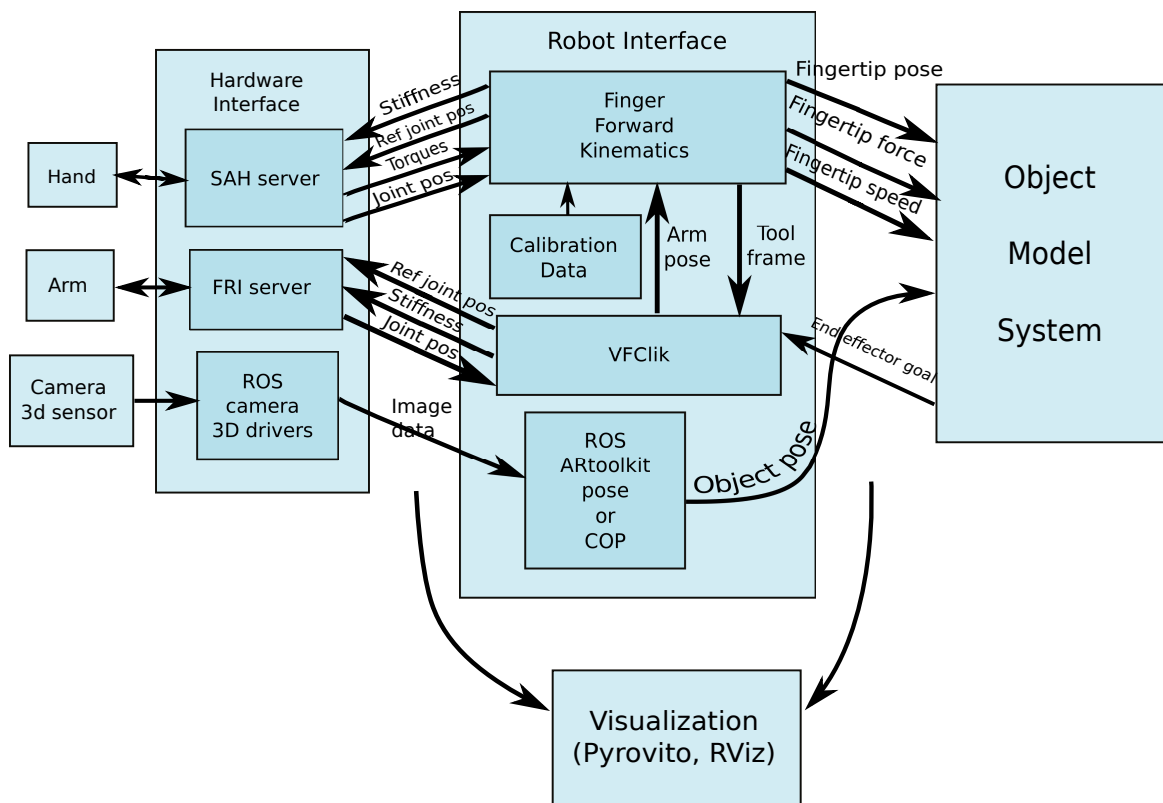 Robot Interface
Hardware
Interface
Hand
SAH server
Arm
FRI server
Camera
3d sensor
ROS
camera
3D drivers
Stiffness
Ref joint pos
Torques
Joint pos
Ref joint pos
Stiffness
Joint pos
Image
data
Finger
Forward
Kinematics
Calibration
Data
Arm
pose
Tool
frame
VFClik
ROS
ARtoolkit
pose
or
COP
Fingertip pose
Fingertip force
Fingertip speed
End effector goal
Object pose
Object
Model
System
Visualization
(Pyrovito, RViz)